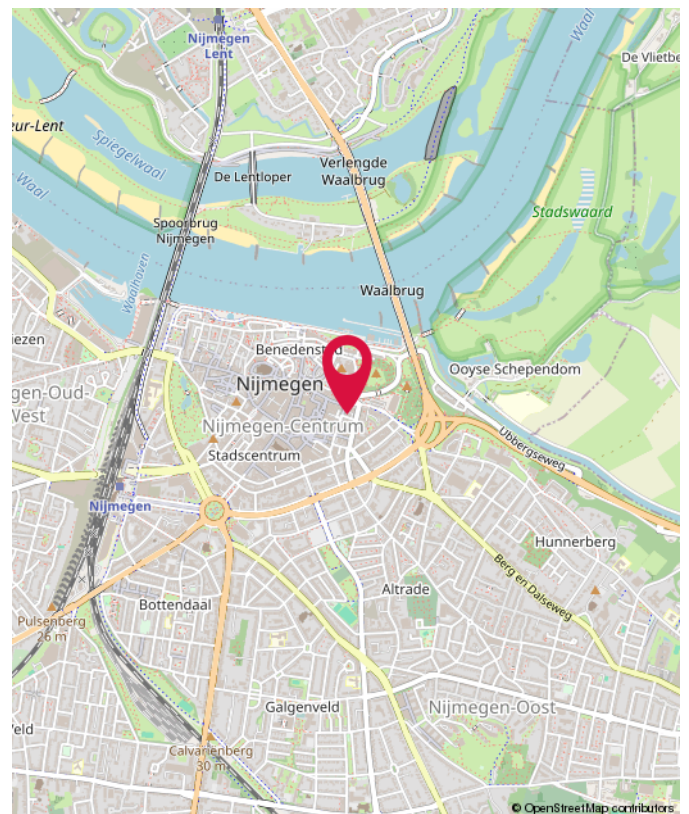 Nijmegen
Lent
De Vlietbe
Waal
eur-Lent
Spiegelwaal
Verlengde
Waalbrug
De Lentloper
Waal
Stadswaard
Spoorbrug
Nijmegen
Waalhaven
Waalbrug
iezen
Benedenstad
Ooyse Schependom
Nijmegen
gen-Oud-
West
Nijmegen-Centrum
Stadscentrum
Ubbergseweg
Nijmegen
Hunnerberg
Berg en Dalseweg
Altrade
Bottendaal
Pulsenberg
26 m
Galgenveld
Nijmegen-Oost
Veld
Calvariënberg
30 m
© OpenStreetMap contributors